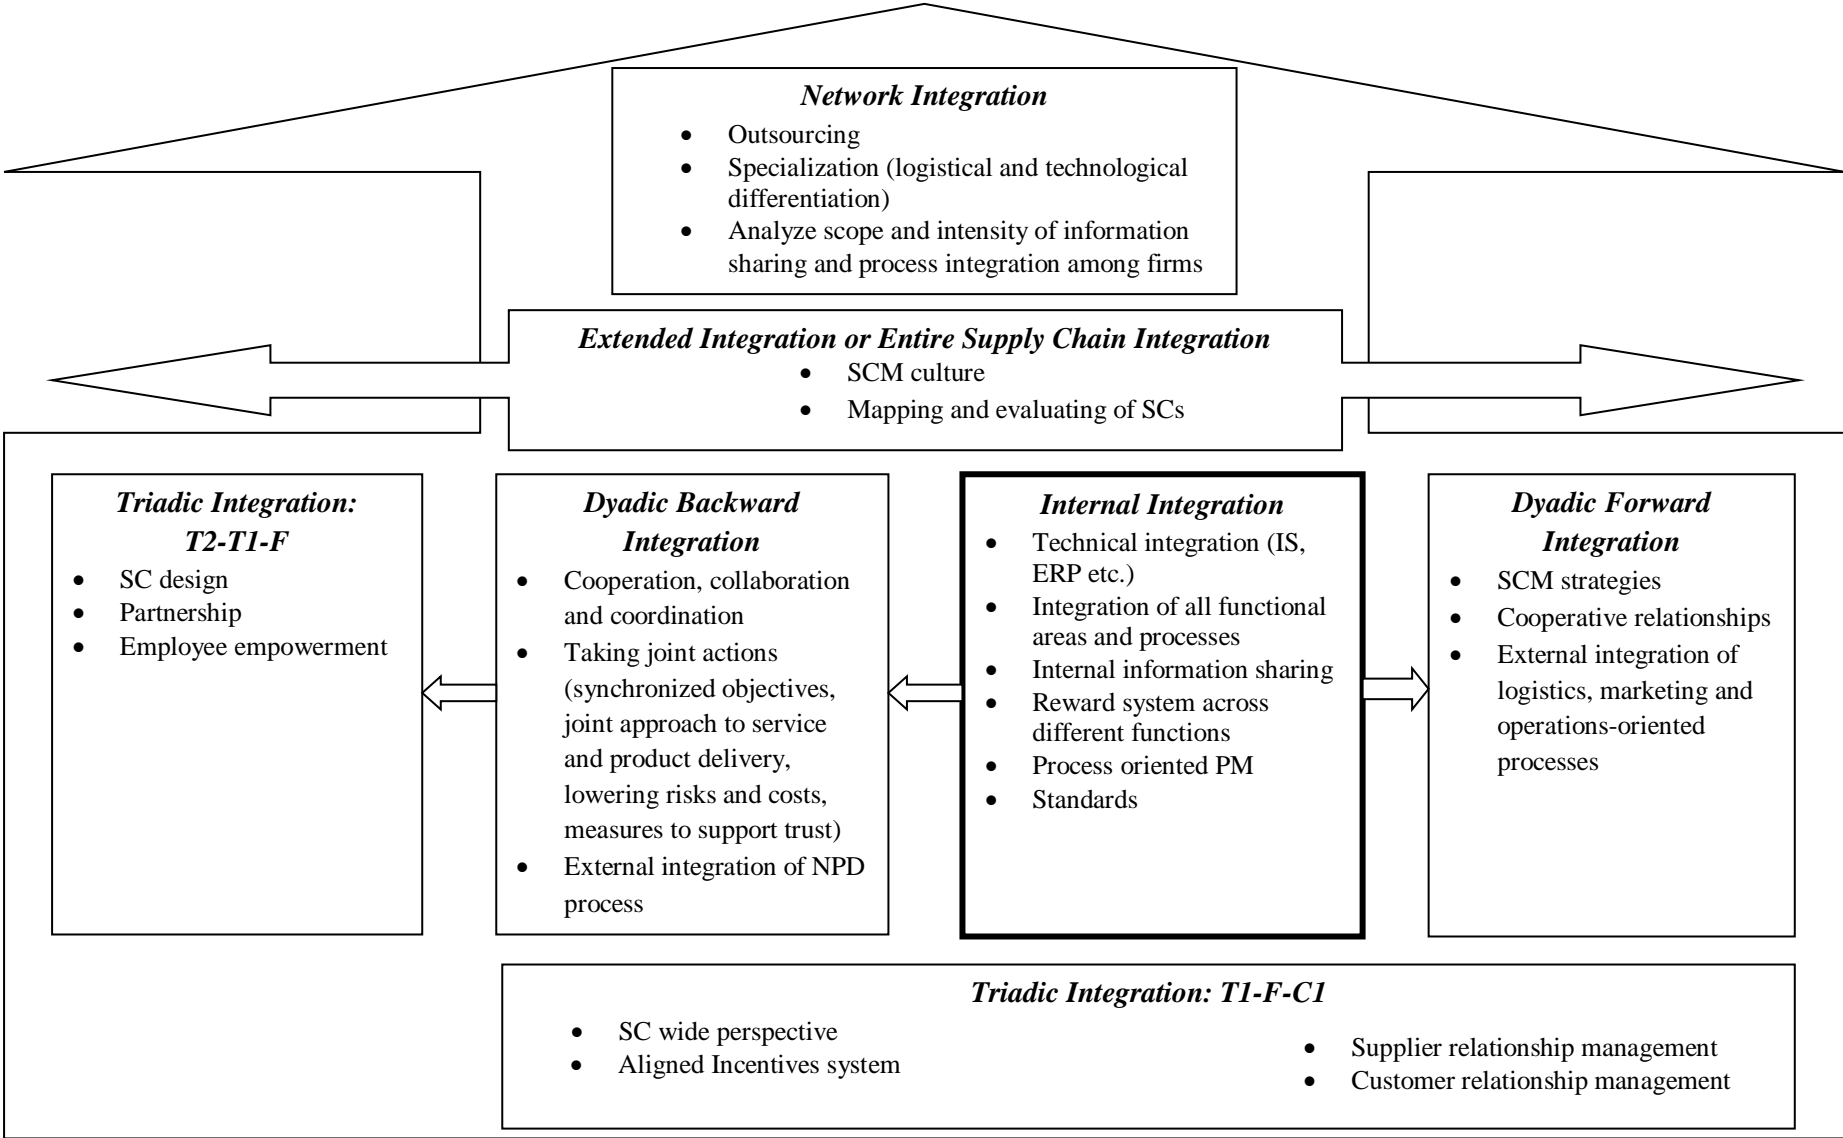 Network Integration
• Outsourcing
• Specialization (logistical and technological
differentiation)
• Analyze scope and intensity of information
sharing and process integration among firms
Extended Integration or Entire Supply Chain Integration
• SCM culture
• Mapping and evaluating of SCs
Triadic Integration:
T2-T1-F
• SC design
• Partnership
• Employee empowerment
Dyadic Backward
Integration
• Cooperation, collaboration
and coordination
• Taking joint actions
(synchronized objectives,
joint approach to service
and product delivery,
lowering risks and costs,
measures to support trust)
• External integration of NPD
process
Internal Integration
• Technical integration (IS,
ERP etc.)
• Integration of all functional
areas and processes
• Internal information sharing
• Reward system across
different functions
• Process oriented PM
• Standards
Dyadic Forward
Integration
• SCM strategies
• Cooperative relationships
• External integration of
logistics, marketing and
operations-oriented
processes
Triadic Integration: T1-F-C1
• SC wide perspective
• Aligned Incentives system
• Supplier relationship management
• Customer relationship management